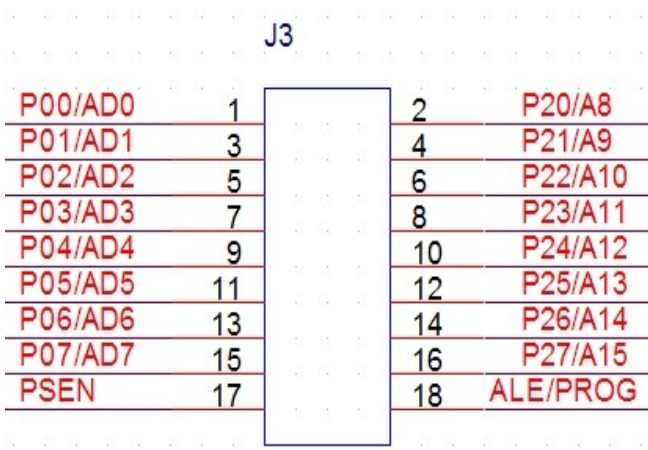 J3
P00/AD0 1 2 P20/A8
P01/AD1 3 4 P21/A9
P02/AD2 5 6 P22/A10
P03/AD3 7 8 P23/A11
P04/AD4 9 10 P24/A12
P05/AD5 11 12 P25/A13
P06/AD6 13 14 P26/A14
P07/AD7 15 16 P27/A15
PSEN 17 18 ALE/PROG